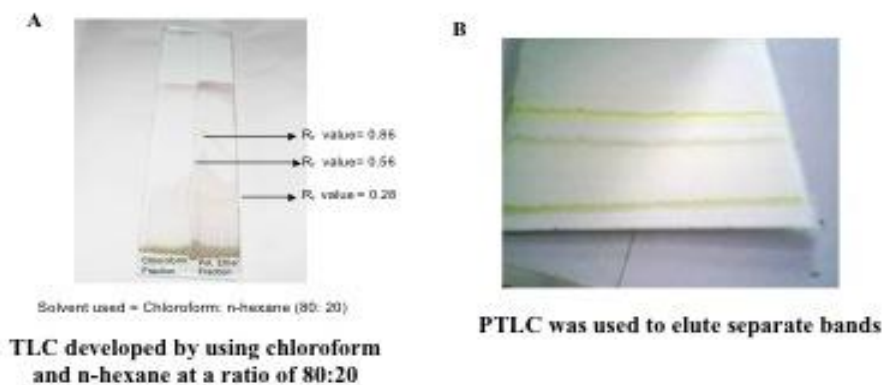 A
B
Rf value= 0.86
Rf value= 0.56
Rf value = 0.28
Chloroform Pet. Ether
Fraction Fraction
Solvent used = Chloroform: n-hexane (80: 20)
TLC developed by using chloroform
and n-hexane at a ratio of 80:20
PTLC was used to elute separate bands